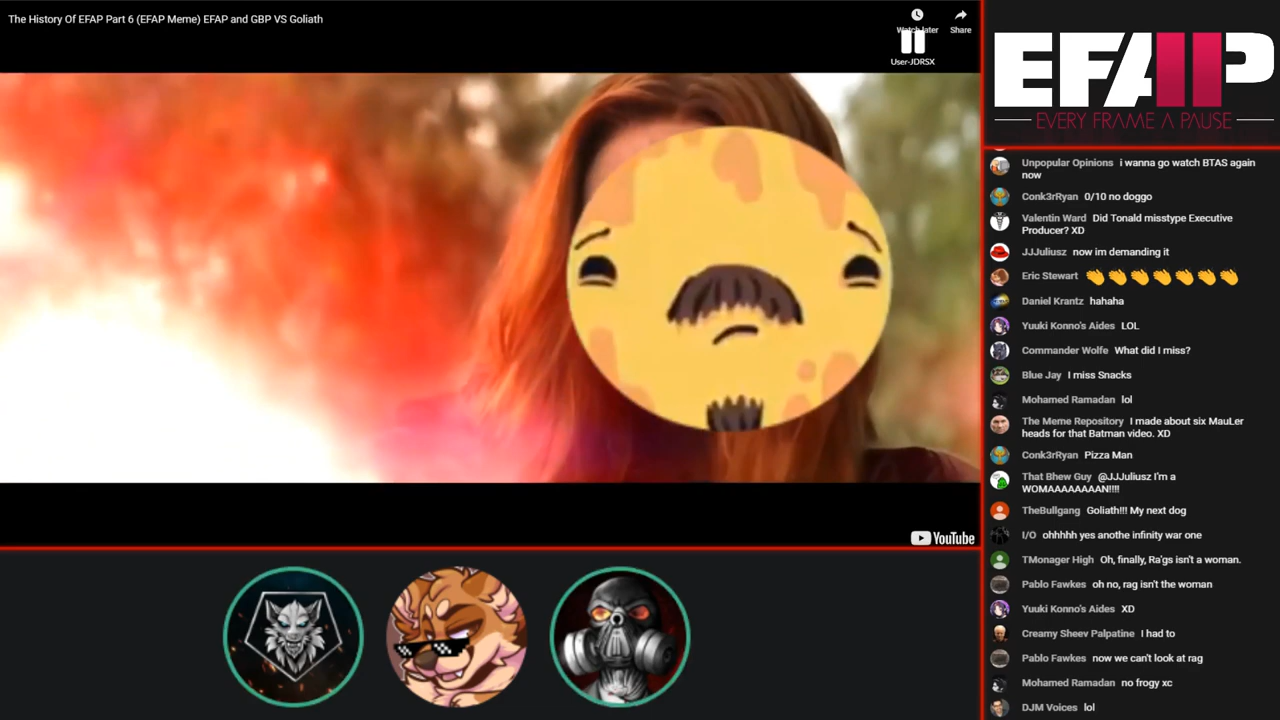 The History Of EFAP Part 6 (EFAP Meme) EFAP and GBP VS Goliath
Watch later
Share
User-JDRSX
YouTube
EFAP
EVERY FRAME A PAUSE
Unpopular Opinions i wanna go watch BTAS again
now
Conk3rRyan 0/10 no doggo
Valentin Ward Did Tonald misstype Executive
Producer? XD
JJJuliusz now im demanding it
Eric Stewart 👏👏👏👏👏👏👏
Daniel Krantz hahaha
Yuuki Konno's Aides LOL
Commander Wolfe What did I miss?
Blue Jay I miss Snacks
Mohamed Ramadan lol
The Meme Repository I made about six MauLer
heads for that Batman video. XD
Conk3rRyan Pizza Man
That Bhew Guy @JJJuliusz I'm a
WOMAAAAAAAAN!!!!
TheBullgang Goliath!!! My next dog
I/O ohhhhh yes anothe infinity war one
TMonager High Oh, finally, Ra'gs isn't a woman.
Pablo Fawkes oh no, rag isn't the woman
Yuuki Konno's Aides XD
Creamy Sheev Palpatine I had to
Pablo Fawkes now we can't look at rag
Mohamed Ramadan no frogy xc
DJM Voices lol